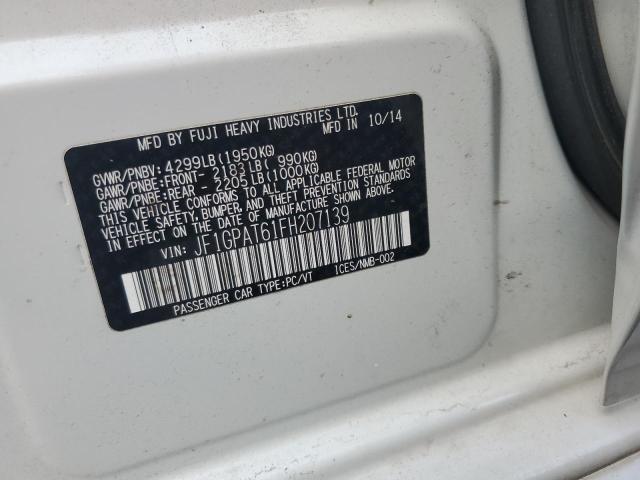 MFD BY FUJI HEAVY INDUSTRIES LTD.
MFD IN 10/14
GVWR/PNBV: 4299LB(1950KG)
GAWR/PNBE:FRONT- 2183LB( 990KG)
GAWR/PNBE:REAR - 2205LB(1000KG)
THIS VEHICLE CONFORMS TO ALL APPLICABLE FEDERAL MOTOR
VEHICLE SAFETY, BUMPER, AND THEFT PREVENTION STANDARDS
IN EFFECT ON THE DATE OF MANUFACTURE SHOWN ABOVE.
VIN: JF1GPAT61FH207139
PASSENGER CAR TYPE:PC/VT ICES/NMB-002